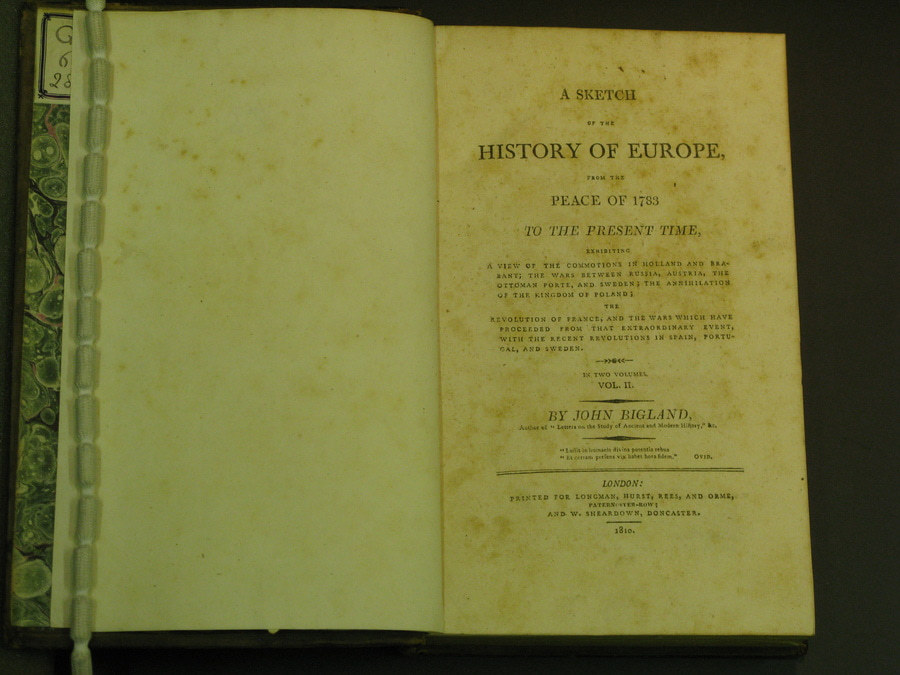 G
6
28
A SKETCH
OF THE
HISTORY OF EUROPE,
FROM THE
PEACE OF 1783
TO THE PRESENT TIME,
EXHIBITING
A VIEW OF THE COMMOTIONS IN HOLLAND AND BRA-
BANT; THE WARS BETWEEN RUSSIA, AUSTRIA, THE
OTTOMAN PORTE, AND SWEDEN; THE ANNIHILATION
OF THE KINGDOM OF POLAND;
THE
REVOLUTION OF FRANCE, AND THE WARS WHICH HAVE
PROCEEDED FROM THAT EXTRAORDINARY EVENT,
WITH THE RECENT REVOLUTIONS IN SPAIN, PORTU-
GAL, AND SWEDEN.
IN TWO VOLUMES.
VOL. II.
BY JOHN BIGLAND,
Author of "Letters on the Study of Ancient and Modern History," &c.
"Ludit in humanis divina potentia rebus
"Et certam præsens vix habet hora fidem." OVID.
LONDON:
PRINTED FOR LONGMAN, HURST, REES, AND ORME,
PATERNOSTER-ROW;
AND W. SHEARDOWN, DONCASTER.
1810.